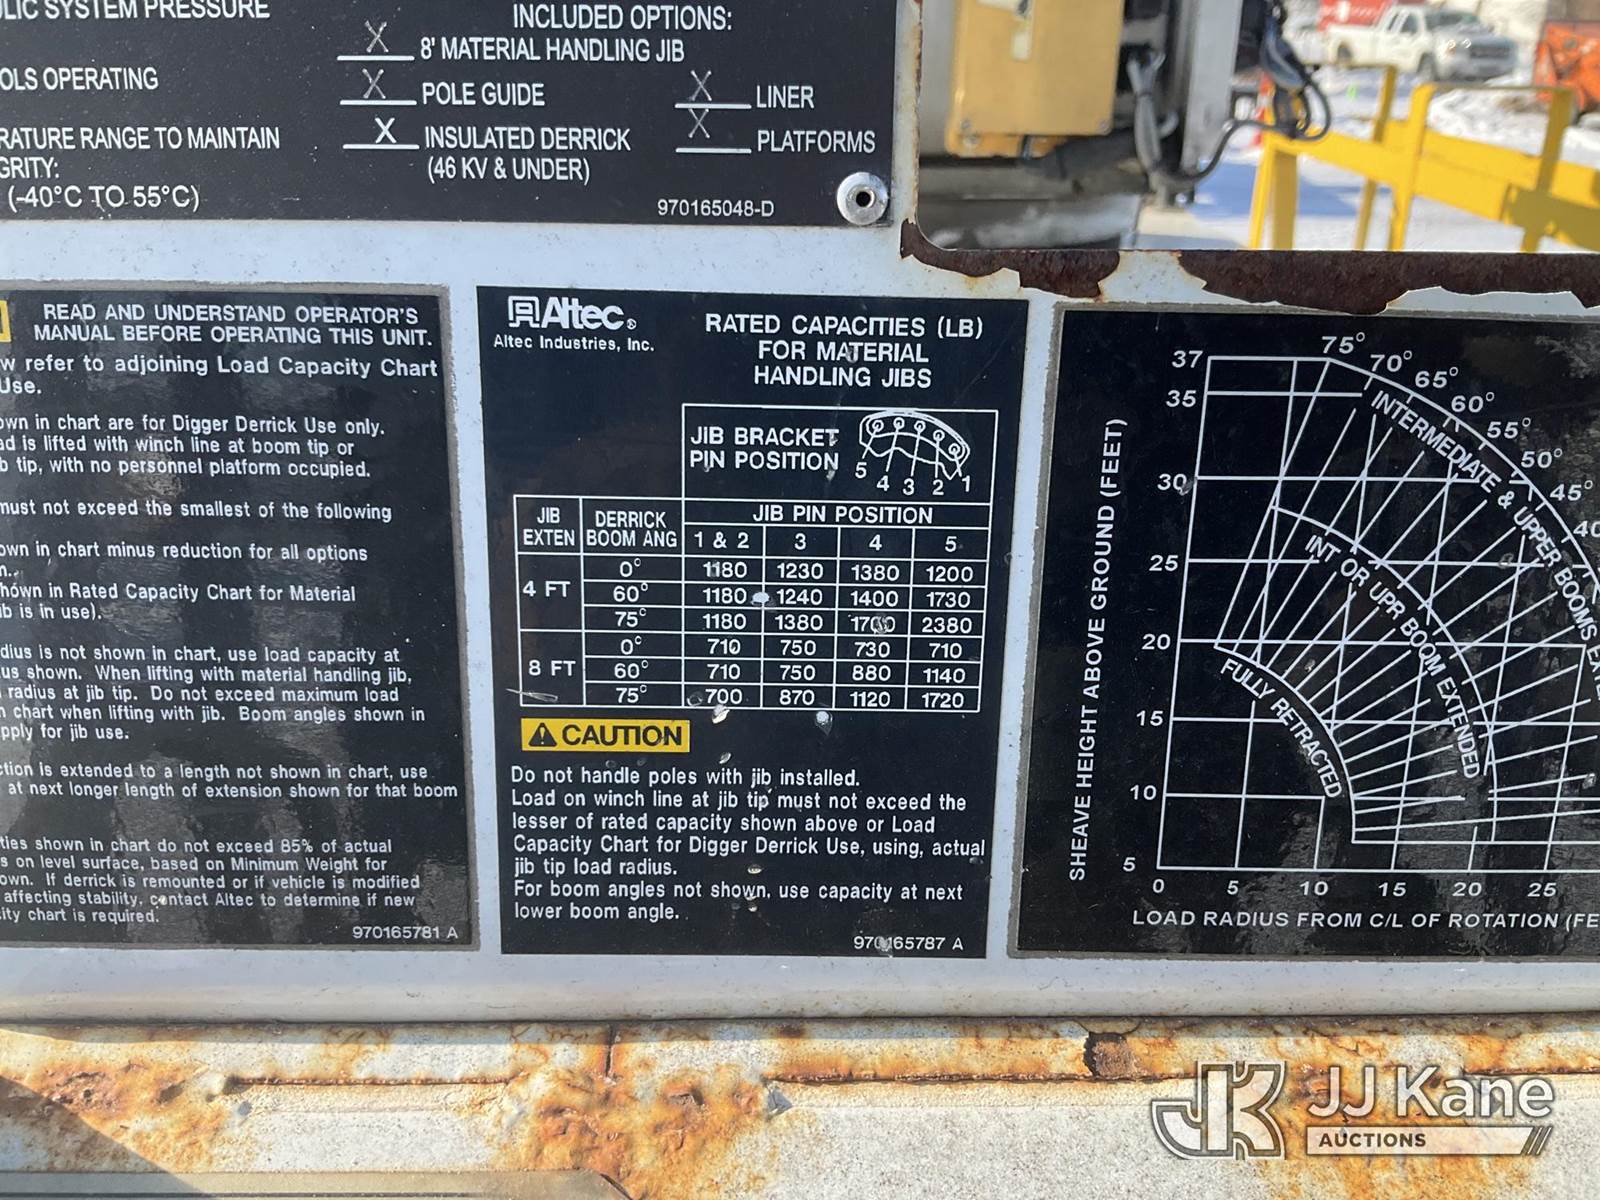 SYSTEM PRESSURE
OPERATING
RANGE TO MAINTAIN
(-40°C TO 55°C)
INCLUDED OPTIONS:
X 8' MATERIAL HANDLING JIB
X POLE GUIDE
X LINER
X INSULATED DERRICK
(46 KV & UNDER)
X PLATFORMS
970165048-D
READ AND UNDERSTAND OPERATOR'S
MANUAL BEFORE OPERATING THIS UNIT.
refer to adjoining Load Capacity Chart
Use.
in chart are for Digger Derrick Use only.
is lifted with winch line at boom tip or
tip, with no personnel platform occupied.
must not exceed the smallest of the following
in chart minus reduction for all options
in Rated Capacity Chart for Material
is in use).
is not shown in chart, use load capacity at
shown. When lifting with material handling jib,
radius at jib tip. Do not exceed maximum load
chart when lifting with jib. Boom angles shown in
for jib use.
is extended to a length not shown in chart, use
at next longer length of extension shown for that boom
shown in chart do not exceed 85% of actual
on level surface, based on Minimum Weight for
If derrick is remounted or if vehicle is modified
affecting stability, contact Altec to determine if new
chart is required.
970165781 A
Altec®
Altec Industries, Inc.
RATED CAPACITIES (LB)
FOR MATERIAL
HANDLING JIBS
JIB BRACKET
PIN POSITION
5 4 3 2 1
JIB EXTEN DERRICK BOOM ANG JIB PIN POSITION
1 & 2 3 4 5
4 FT 0° 1180 1230 1380 1200
60° 1180 1240 1400 1730
75° 1180 1380 1700 2380
8 FT 0° 710 750 730 710
60° 710 750 880 1140
75° 700 870 1120 1720
CAUTION
Do not handle poles with jib installed.
Load on winch line at jib tip must not exceed the
lesser of rated capacity shown above or Load
Capacity Chart for Digger Derrick Use, using, actual
jib tip load radius.
For boom angles not shown, use capacity at next
lower boom angle.
970165787 A
SHEAVE HEIGHT ABOVE GROUND (FEET)
37
35
30
25
20
15
10
5
75° 70° 65° 60° 55° 50° 45°
INTERMEDIATE & UPPER BOOMS
INT OR UPR BOOM EXTENDED
FULLY RETRACTED
0 5 10 15 20 25
LOAD RADIUS FROM C/L OF ROTATION
JK JJ Kane
AUCTIONS